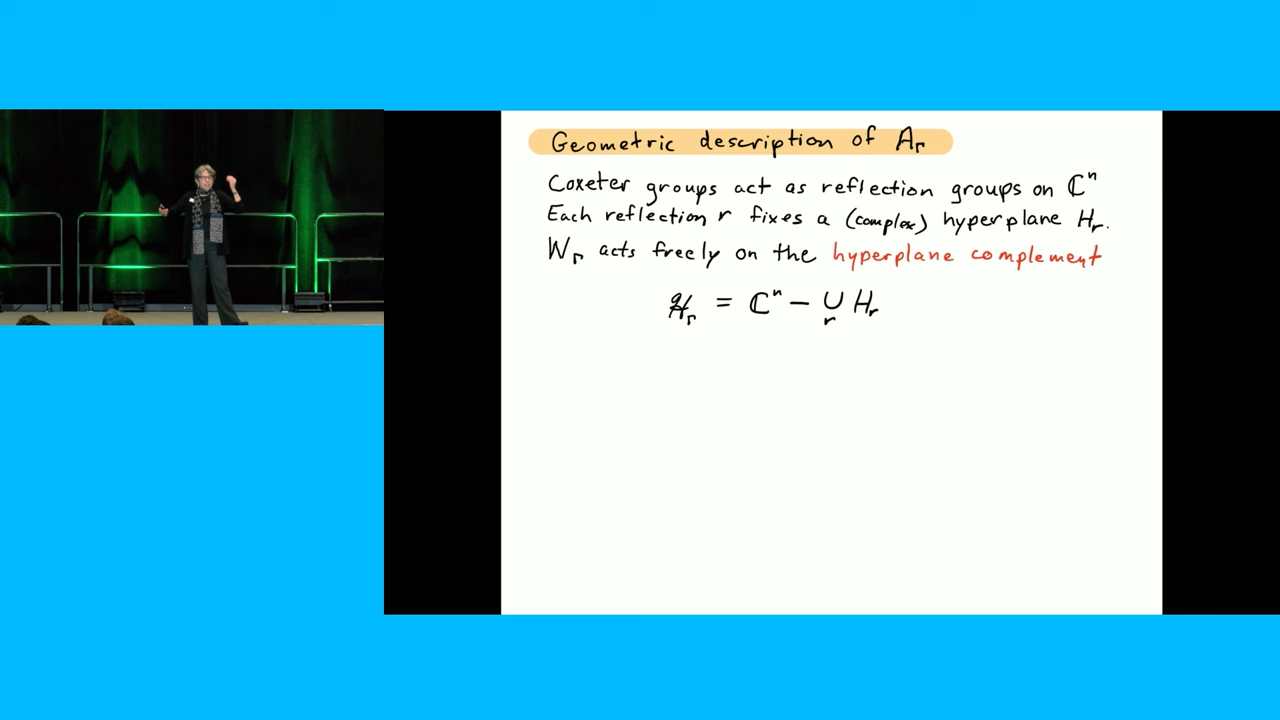 Geometric description of A_Γ
Coxeter groups act as reflection groups on ℂⁿ
Each reflection r fixes a (complex) hyperplane H_r.
W_Γ acts freely on the hyperplane complement
ℋ_Γ = ℂⁿ − ∪_r H_r